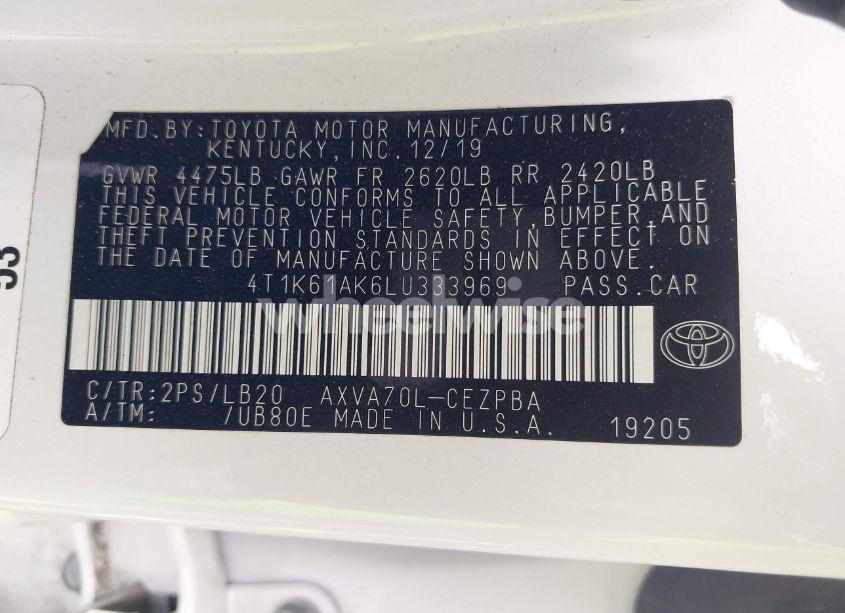 MFD.BY:TOYOTA MOTOR MANUFACTURING,
KENTUCKY,INC.12/19
GVWR 4475LB GAWR FR 2620LB RR 2420LB
THIS VEHICLE CONFORMS TO ALL APPLICABLE
FEDERAL MOTOR VEHICLE SAFETY,BUMPER,AND
THEFT PREVENTION STANDARDS IN EFFECT ON
THE DATE OF MANUFACTURE SHOWN ABOVE.
4T1K61AK6LU333969 PASS.CAR
wheelwise
C/TR:2PS/LB20 AXVA70L-CEZPBA
A/TM: /UB80E MADE IN U.S.A. 19205